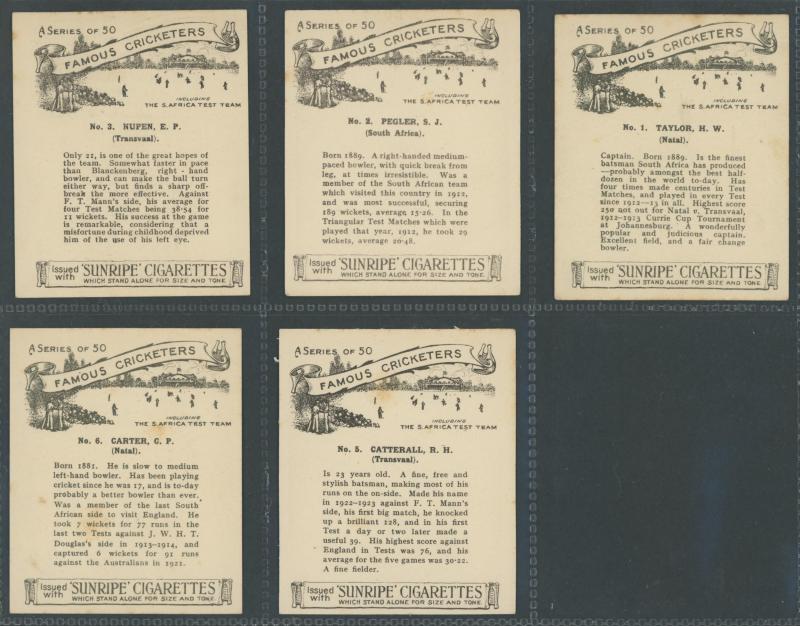 A SERIES OF 50
FAMOUS CRICKETERS
INCLUDING
THE S. AFRICA TEST TEAM
No. 3. NUPEN, E. P.
(Transvaal).
Only 21, is one of the great hopes of
the team. Somewhat faster in pace
than Blanckenberg, right-hand
bowler, and can make the ball turn
either way, but finds a sharp off-
break the more effective. Against
F. T. Mann's side, his average for
four Test Matches being 38·54 for
11 wickets. His success at the game
is remarkable, considering that a
misfortune during childhood deprived
him of the use of his left eye.
Issued with 'SUNRIPE' CIGARETTES
WHICH STAND ALONE FOR SIZE AND TONE.
A SERIES OF 50
FAMOUS CRICKETERS
INCLUDING
THE S. AFRICA TEST TEAM
No. 2. PEGLER, S. J.
(South Africa).
Born 1889. A right-handed medium-
paced bowler, with quick break from
leg, at times irresistible. Was a
member of the South African team
which visited this country in 1912,
and was most successful, securing
189 wickets, average 15·26. In the
Triangular Test Matches which were
played that year, 1912, he took 29
wickets, average 20·48.
Issued with 'SUNRIPE' CIGARETTES
WHICH STAND ALONE FOR SIZE AND TONE.
A SERIES OF 50
FAMOUS CRICKETERS
INCLUDING
THE S. AFRICA TEST TEAM
No. 1. TAYLOR, H. W.
(Natal).
Captain. Born 1889. Is the finest
batsman South Africa has produced
—probably amongst the best half-
dozen in the world to-day. Has
four times made centuries in Test
Matches, and played in every Test
since 1912–13 in all. Highest score
250 not out for Natal v. Transvaal,
1912-1913 Currie Cup Tournament
at Johannesburg. A wonderfully
popular and judicious captain.
Excellent field, and a fair change
bowler.
Issued with 'SUNRIPE' CIGARETTES
WHICH STAND ALONE FOR SIZE AND TONE.
A SERIES OF 50
FAMOUS CRICKETERS
INCLUDING
THE S. AFRICA TEST TEAM
No. 6. CARTER, C. P.
(Natal).
Born 1881. He is slow to medium
left-hand bowler. Has been playing
cricket since he was 17, and is to-day
probably a better bowler than ever.
Was a member of the last South
African side to visit England. He
took 7 wickets for 77 runs in the
last two Tests against J. W. H. T.
Douglas's side in 1913–1914, and
captured 6 wickets for 91 runs
against the Australians in 1921.
Issued with 'SUNRIPE' CIGARETTES
WHICH STAND ALONE FOR SIZE AND TONE.
A SERIES OF 50
FAMOUS CRICKETERS
INCLUDING
THE S. AFRICA TEST TEAM
No. 5. CATTERALL, R. H.
(Transvaal).
Is 23 years old. A fine, free and
stylish batsman, making most of his
runs on the on-side. Made his name
in 1922–1923 against F. T. Mann's
side, his first big match, he knocked
up a brilliant 128, and in his first
Test a day or two later made a
useful 39. His highest score against
England in Tests was 76, and his
average for the five games was 30·22.
A fine fielder.
Issued with 'SUNRIPE' CIGARETTES
WHICH STAND ALONE FOR SIZE AND TONE.